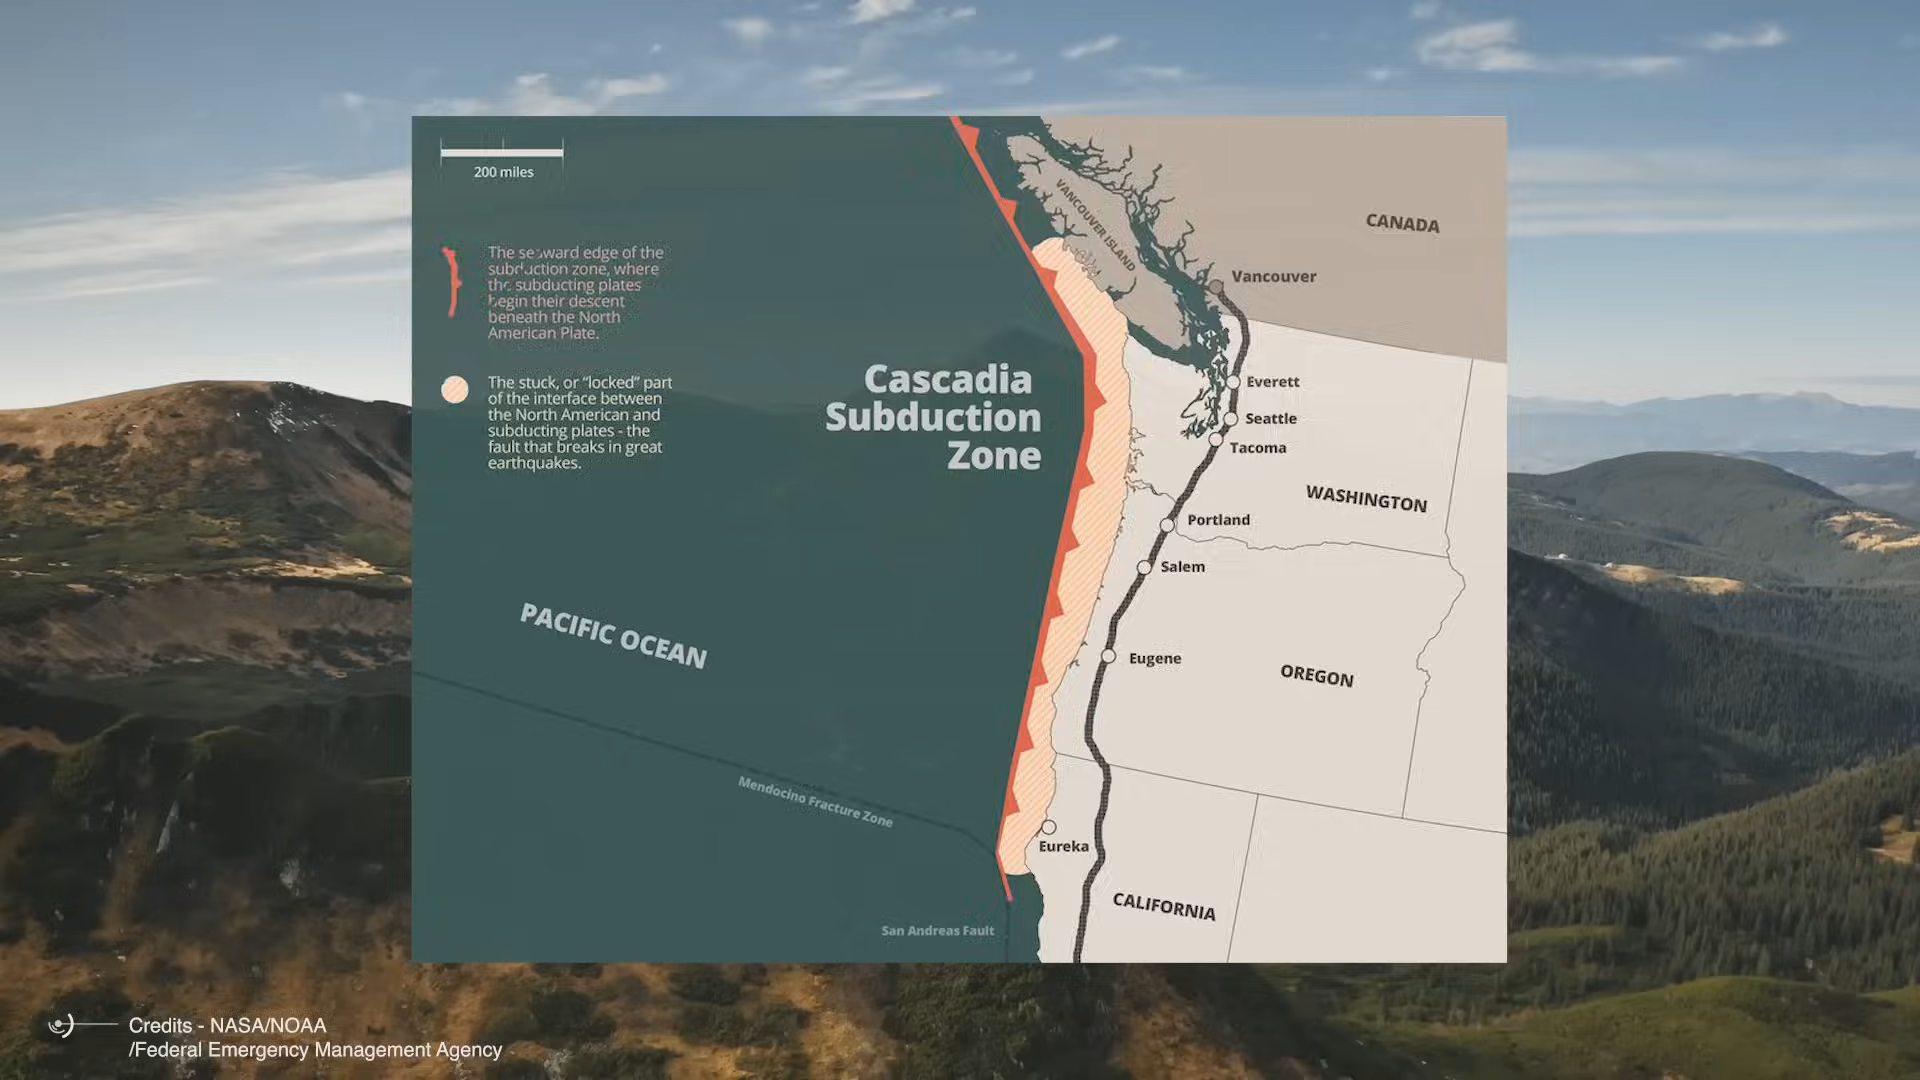 200 miles
The seaward edge of the
subduction zone, where
the subducting plates
begin their descent
beneath the North
American Plate.
The stuck, or “locked” part
of the interface between
the North American and
subducting plates - the
fault that breaks in great
earthquakes.
Cascadia
Subduction
Zone
PACIFIC OCEAN
Mendocino Fracture Zone
San Andreas Fault
VANCOUVER ISLAND
CANADA
Vancouver
Everett
Seattle
Tacoma
WASHINGTON
Portland
Salem
Eugene
OREGON
Eureka
CALIFORNIA
Credits - NASA/NOAA
/Federal Emergency Management Agency